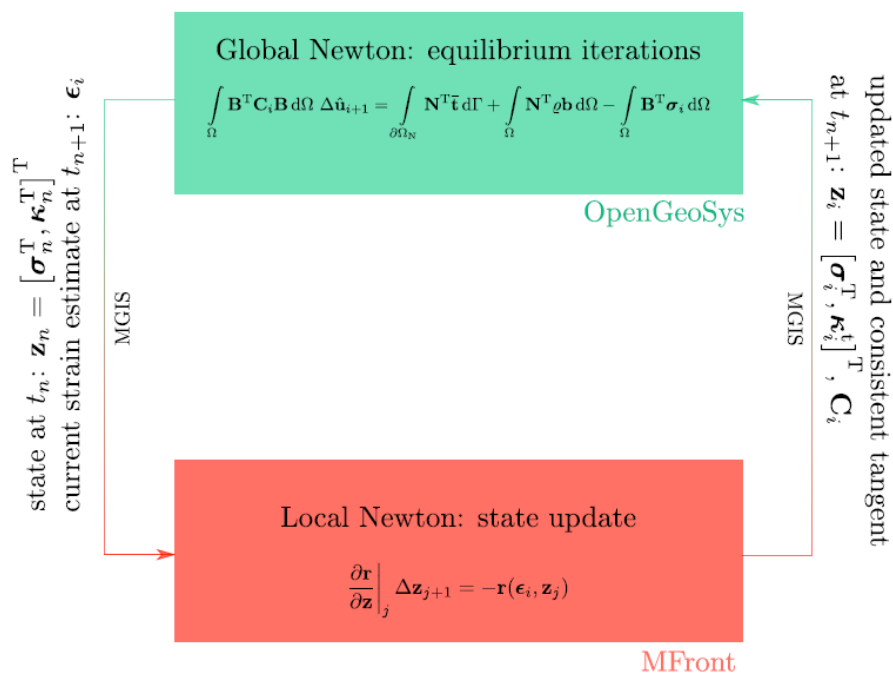 Global Newton: equilibrium iterations
∫_Ω B^T C_i B dΩ Δû_{i+1} = ∫_{∂Ω_N} N^T t̄ dΓ + ∫_Ω N^T ϱb dΩ − ∫_Ω B^T σ_i dΩ
OpenGeoSys
state at t_n: z_n = [σ_n^T, κ_n^T]^T
current strain estimate at t_{n+1}: ϵ_i
MGIS
MGIS
updated state and consistent tangent
at t_{n+1}: z_i = [σ_i^T, κ_i^t]^T, C_i
Local Newton: state update
∂r/∂z|_j Δz_{j+1} = −r(ϵ_i, z_j)
MFront